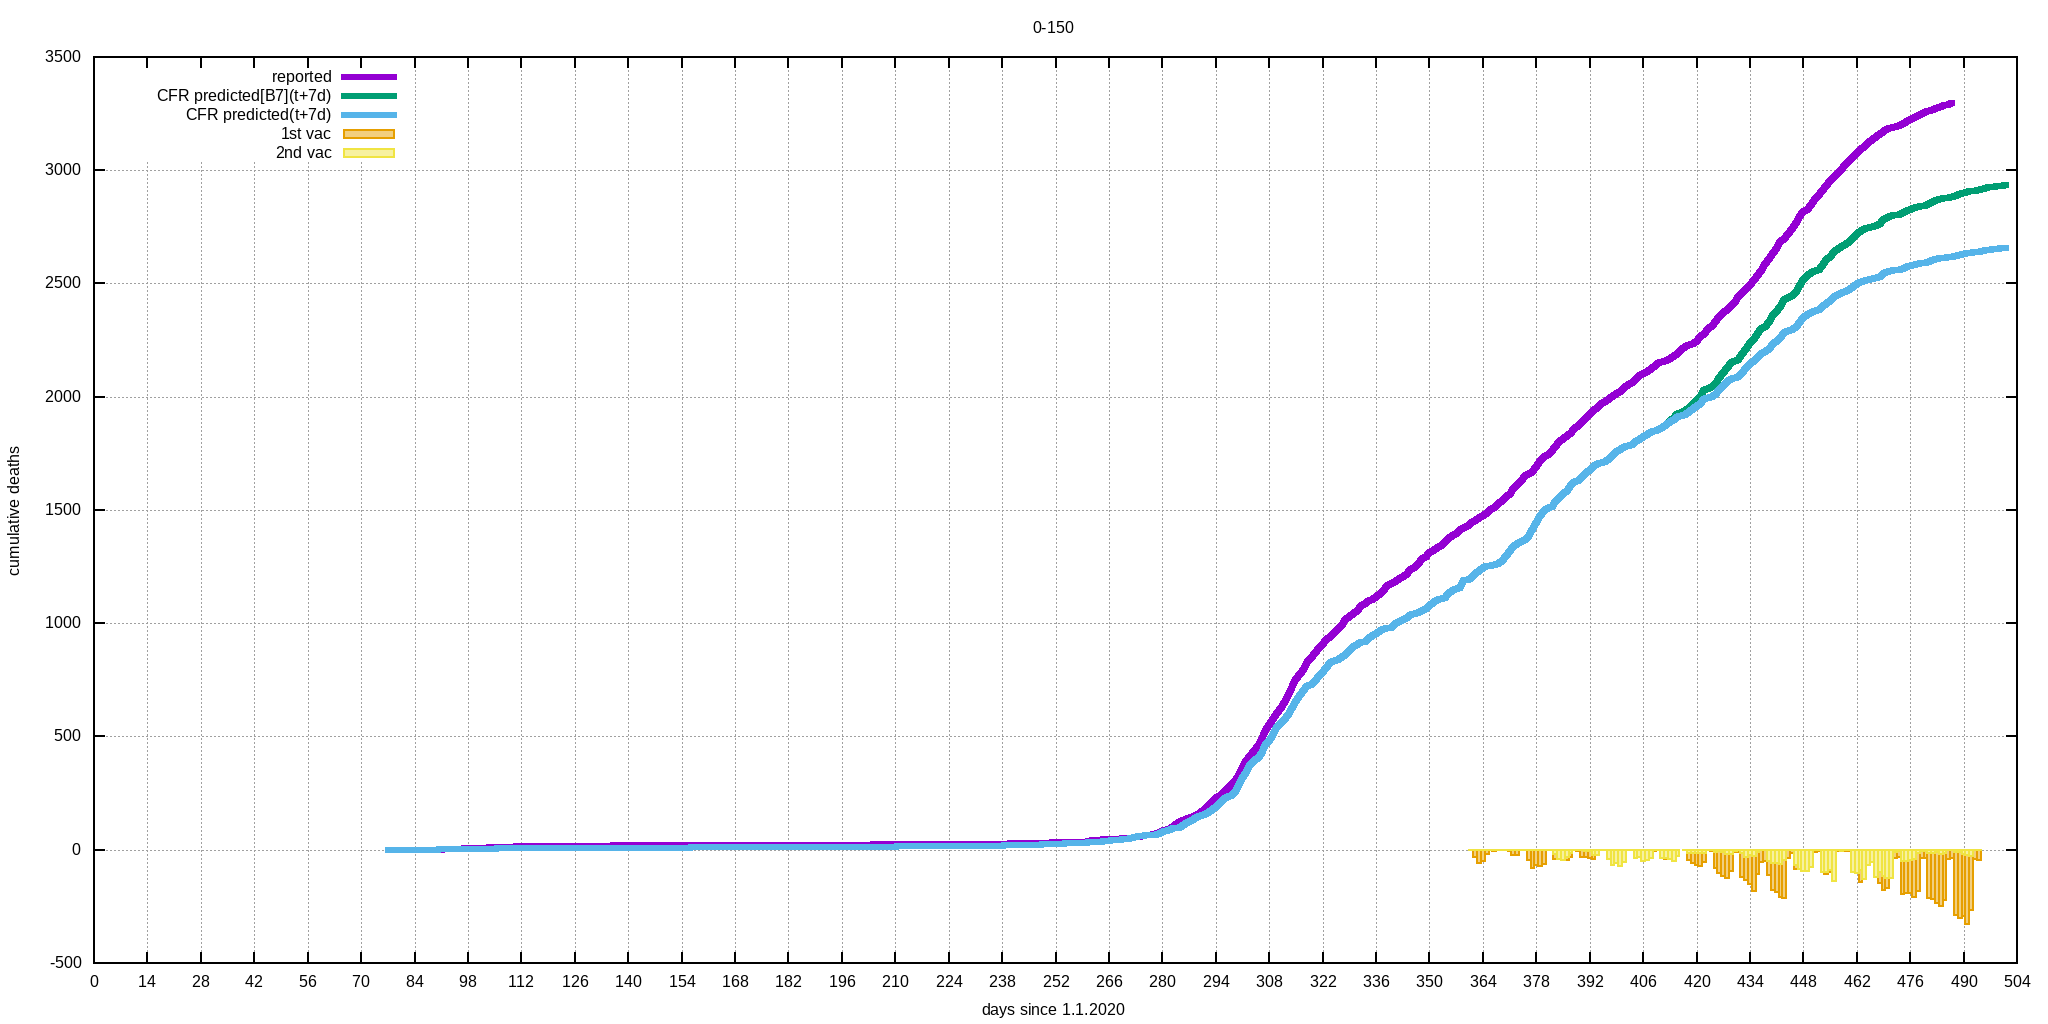 0-150
3500
3000
2500
2000
1500
1000
500
0
-500
cumulative deaths
reported
CFR predicted[B7](t+7d)
CFR predicted(t+7d)
1st vac
2nd vac
0 14 28 42 56 70 84 98 112 126 140 154 168 182 196 210 224 238 252 266 280 294 308 322 336 350 364 378 392 406 420 434 448 462 476 490 504
days since 1.1.2020